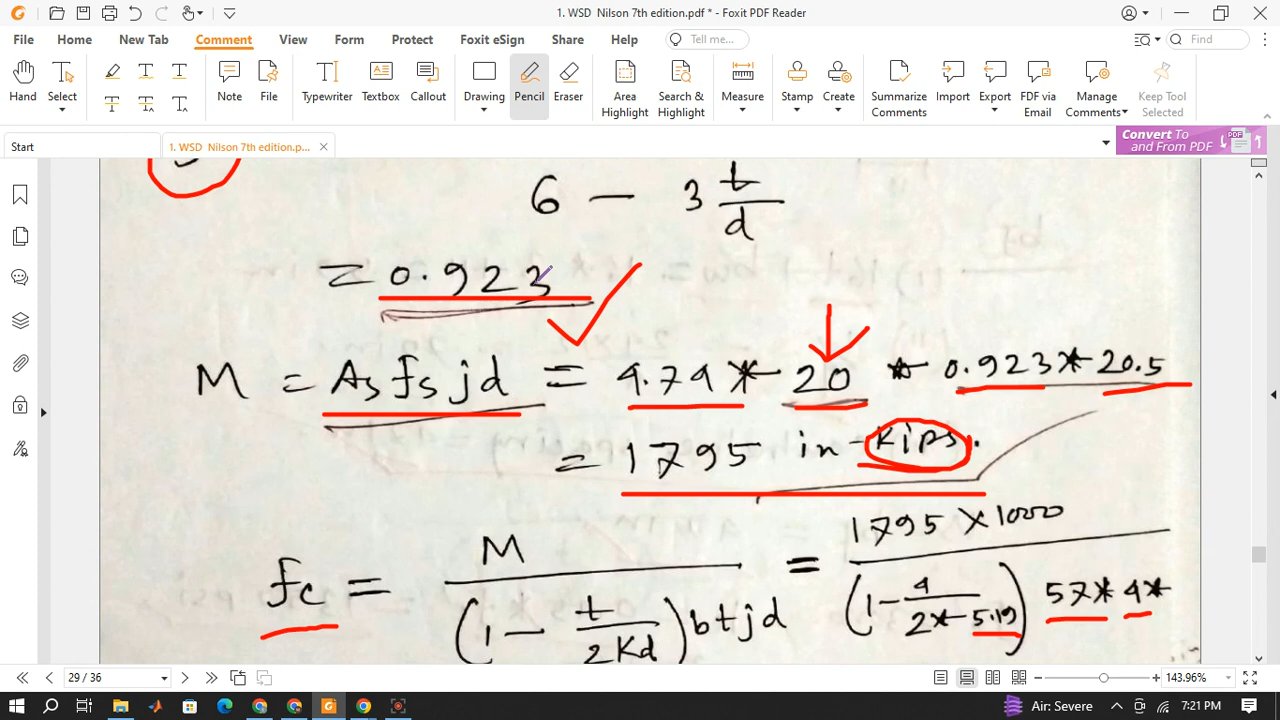 1. WSD Nilson 7th edition.pdf * - Foxit PDF Reader
File Home New Tab Comment View Form Protect Foxit eSign Share Help Tell me... Find
Hand Select Note File Typewriter Textbox Callout Drawing Pencil Eraser Area Highlight Search & Highlight Measure Stamp Create Summarize Comments Import Export PDF via Email Manage Comments Keep Tool Selected
Start 1. WSD Nilson 7th edition.p... Convert To and From PDF
6 - 3 t/d
= 0.923
M = As fs jd = 4.74 * 20 * 0.923 * 20.5
= 1795 in - kips.
fc = M / (1 - t/2Kd) b t j d = 1795 x 1000 / (1 - 4/2* 5.19) 57 * 4 *
29 / 36 143.96%
Air: Severe 7:21 PM